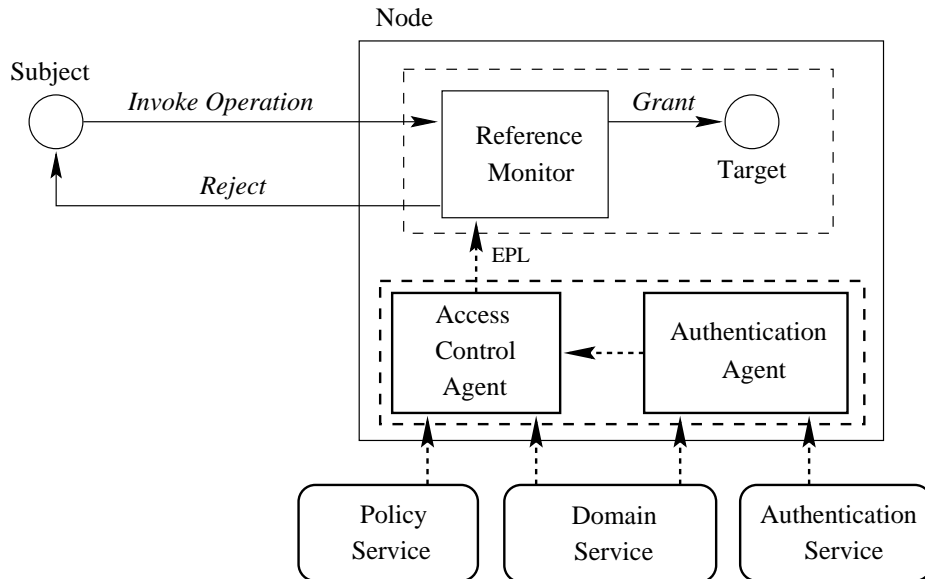 Node
Subject
Invoke Operation
Grant
Reference
Monitor
Target
Reject
EPL
Access
Control
Agent
Authentication
Agent
Policy
Service
Domain
Service
Authentication
Service